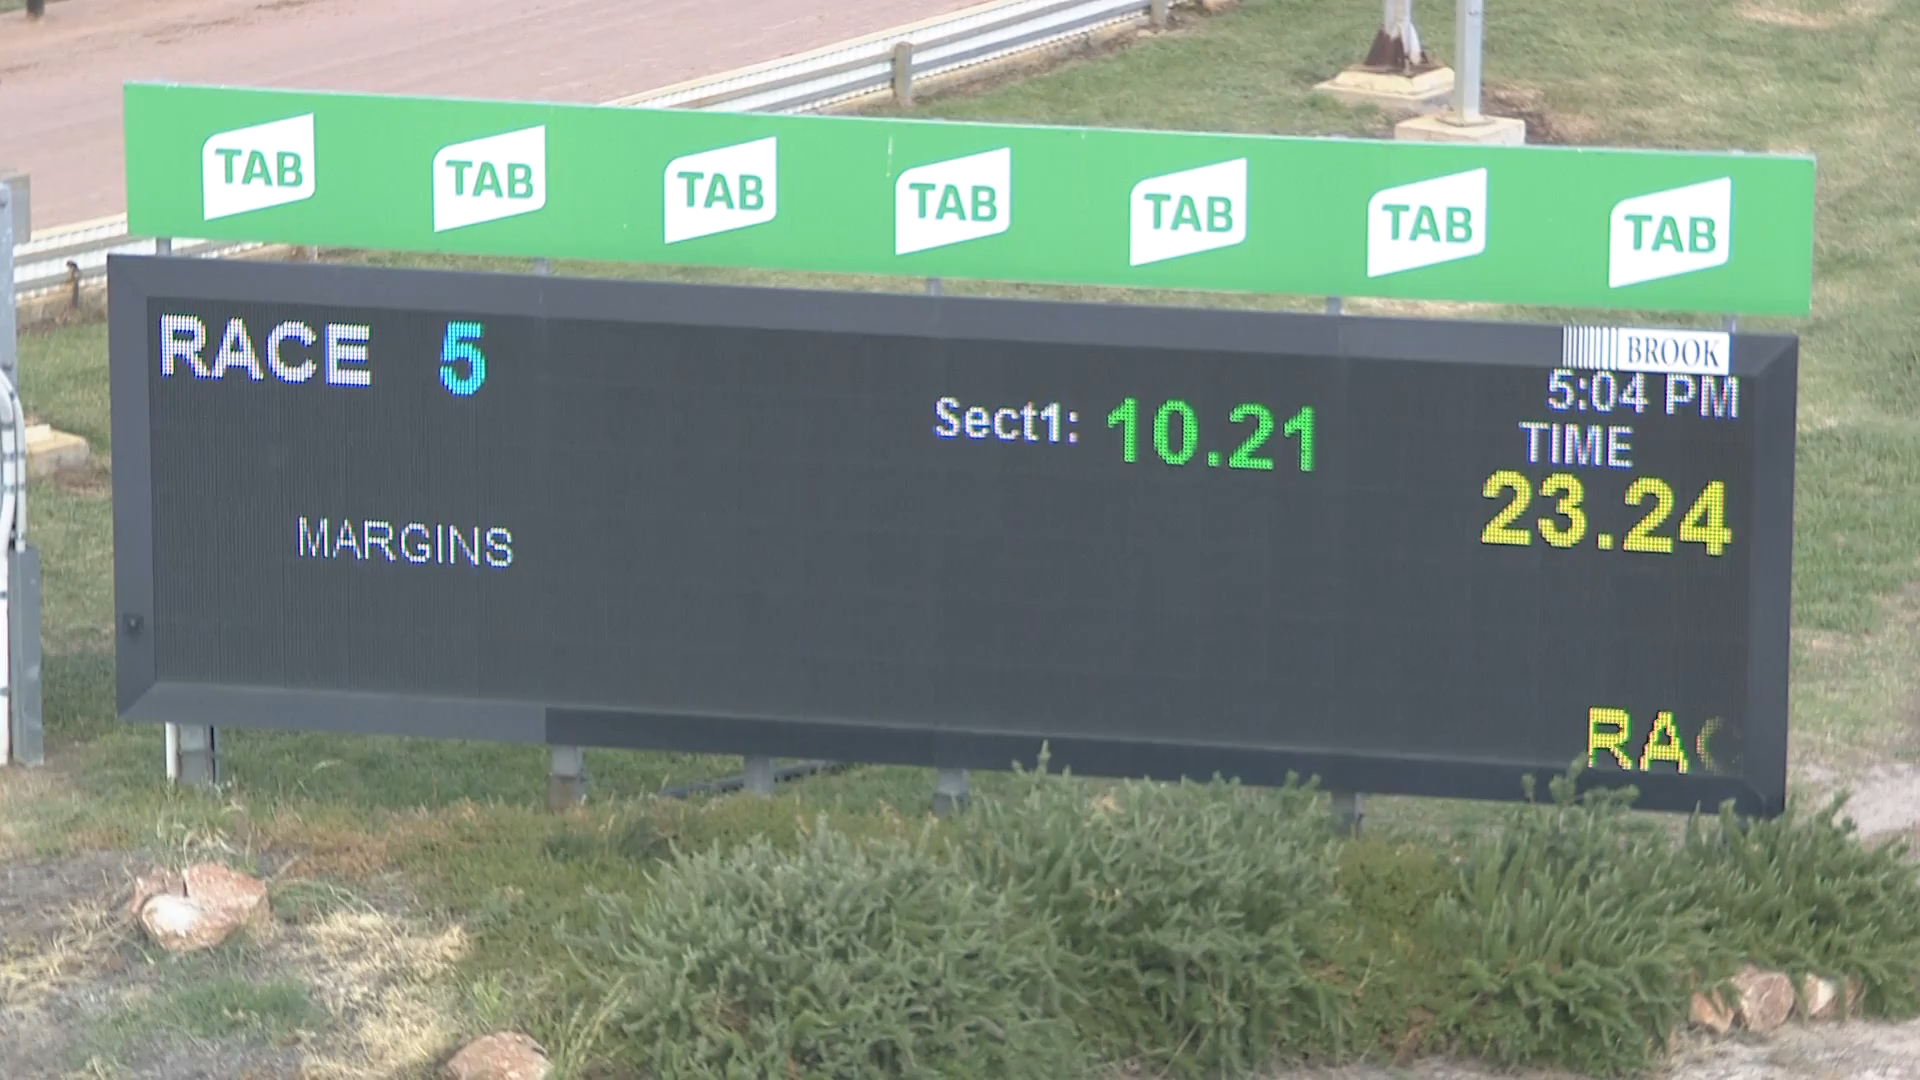 TAB TAB TAB TAB TAB TAB TAB
BROOK
RACE 5
5:04 PM
Sect1: 10.21
TIME
23.24
MARGINS
RAC